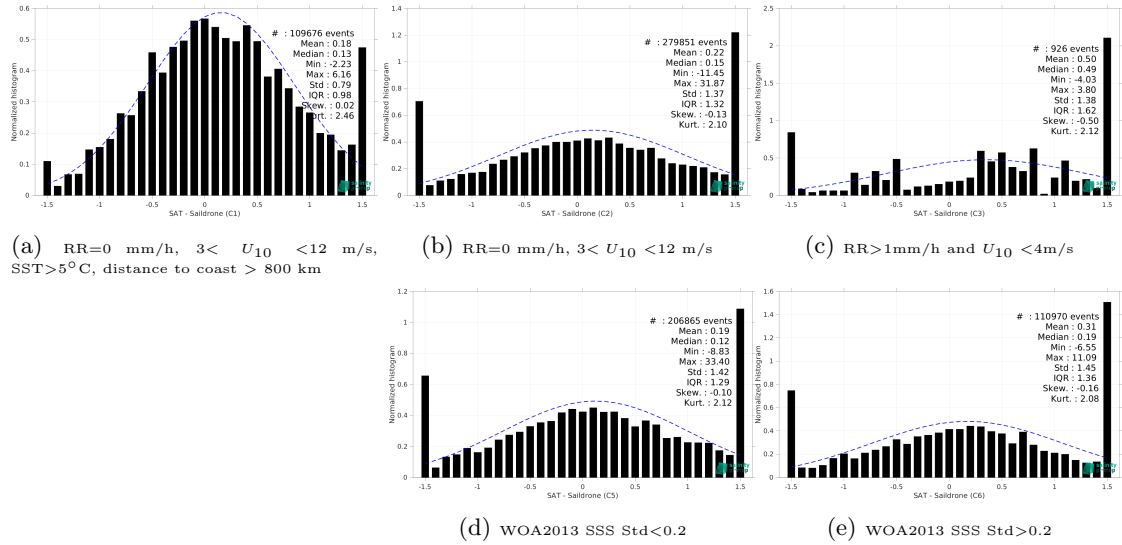 0.6
0.5
0.4
0.3
0.2
0.1
0
-1.5
-1
-0.5
0
0.5
1
1.5
Normalized histogram
# : 109676 events
Mean : 0.18
Median : 0.13
Min : -2.23
Max : 6.16
Std : 0.79
IQR : 0.98
Skew. : 0.02
Kurt. : 2.46
SAT - Saildrone (C1)
(a) RR=0 mm/h, 3< U10 <12 m/s,
SST>5°C, distance to coast > 800 km
1.4
1.2
1
0.8
0.6
0.4
0.2
0
-1.5
-1
-0.5
0
0.5
1
1.5
Normalized histogram
# : 279851 events
Mean : 0.22
Median : 0.15
Min : -11.45
Max : 31.87
Std : 1.37
IQR : 1.32
Skew. : -0.13
Kurt. : 2.10
SAT - Saildrone (C2)
(b) RR=0 mm/h, 3< U10 <12 m/s
2.5
2
1.5
1
0.5
0
-1.5
-1
-0.5
0
0.5
1
1.5
Normalized histogram
# : 926 events
Mean : 0.50
Median : 0.49
Min : -4.03
Max : 3.80
Std : 1.38
IQR : 1.62
Skew. : -0.50
Kurt. : 2.12
SAT - Saildrone (C3)
(c) RR>1mm/h and U10 <4m/s
1.2
1
0.8
0.6
0.4
0.2
0
-1.5
-1
-0.5
0
0.5
1
1.5
Normalized histogram
# : 206865 events
Mean : 0.19
Median : 0.12
Min : -8.83
Max : 33.40
Std : 1.42
IQR : 1.29
Skew. : -0.10
Kurt. : 2.12
SAT - Saildrone (C5)
(d) WOA2013 SSS Std<0.2
1.6
1.4
1.2
1
0.8
0.6
0.4
0.2
0
-1.5
-1
-0.5
0
0.5
1
1.5
Normalized histogram
# : 110970 events
Mean : 0.31
Median : 0.19
Min : -6.55
Max : 11.09
Std : 1.45
IQR : 1.36
Skew. : -0.16
Kurt. : 2.08
SAT - Saildrone (C6)
(e) WOA2013 SSS Std>0.2